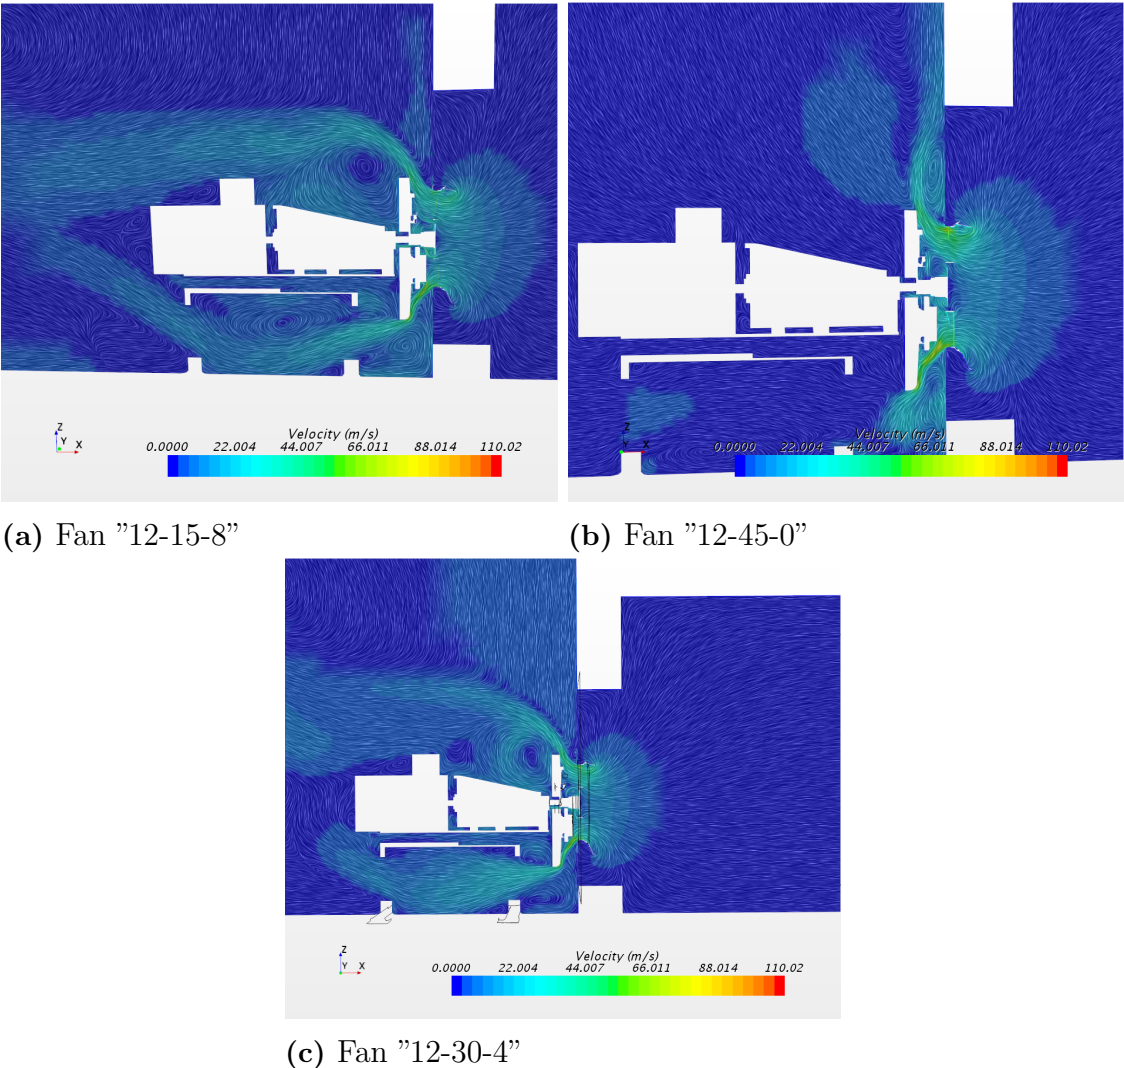 Z
Y X
Velocity (m/s)
0.0000 22.004 44.007 66.011 88.014 110.02
Z
Y X
Velocity (m/s)
0.0000 22.004 44.007 66.011 88.014 110.02
(a) Fan ”12-15-8”
(b) Fan ”12-45-0”
Z
Y X
Velocity (m/s)
0.0000 22.004 44.007 66.011 88.014 110.02
(c) Fan ”12-30-4”